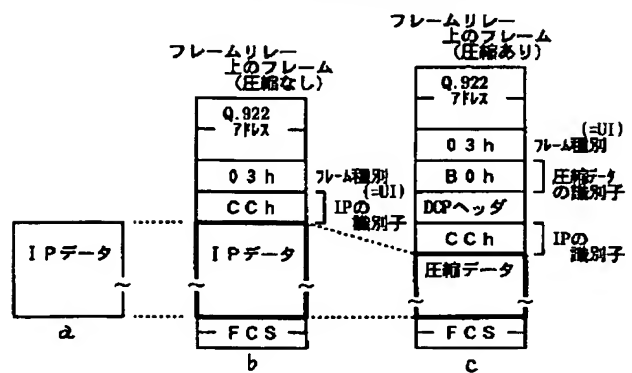 フレームリレー
上のフレーム
（圧縮なし）
Q.922
ｱﾄﾞﾚｽ
０３ｈ
ﾌﾚｰﾑ種別
(=UI)
ＣＣｈ
IPの
識別子
ＩＰデータ
ＩＰデータ
ＦＣＳ
a
b
フレームリレー
上のフレーム
（圧縮あり）
Q.922
ｱﾄﾞﾚｽ
(=UI)
０３ｈ
ﾌﾚｰﾑ種別
Ｂ０ｈ
圧縮ﾃﾞｰﾀ
の識別子
DCPヘッダ
ＣＣｈ
IPの
識別子
圧縮データ
ＦＣＳ
c